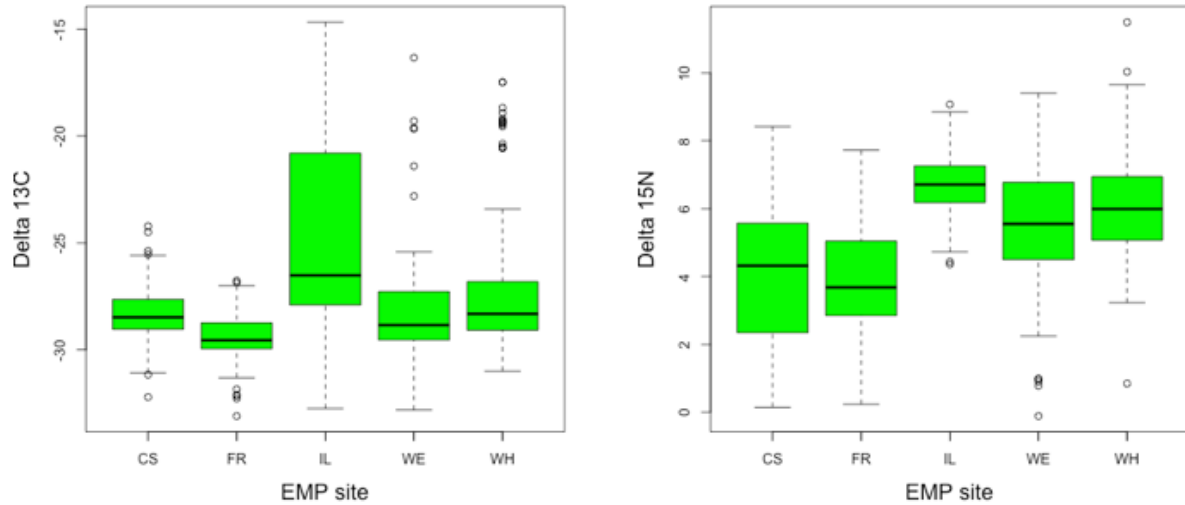 Delta 13C
-15
-20
-25
-30
CS FR IL WE WH
EMP site
Delta 15N
10
8
6
4
2
0
CS FR IL WE WH
EMP site